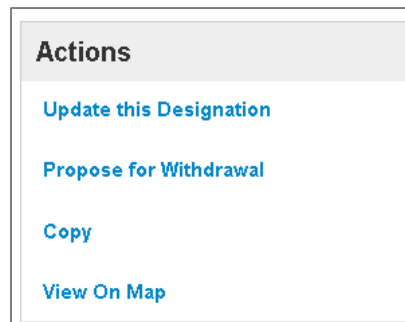 Actions
Update this Designation
Propose for Withdrawal
Copy
View On Map